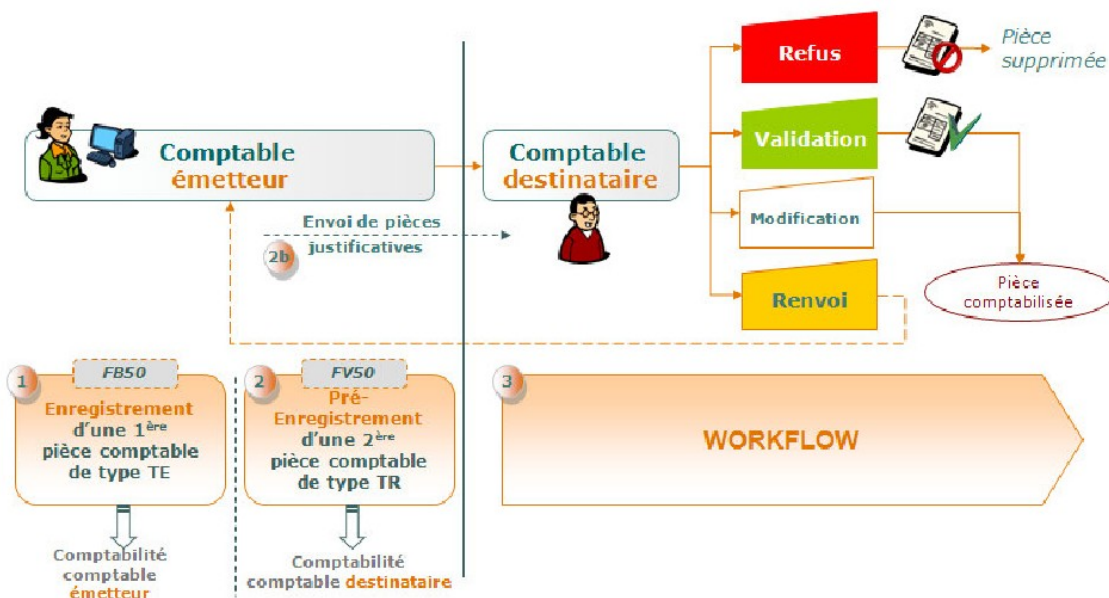 Refus
Pièce
supprimée
Validation
Comptable
émetteur
Comptable
destinataire
Modification
Envoi de pièces
justificatives
2b
Renvoi
Pièce
comptabilisée
1
FB50
Enregistrement
d'une 1ère
pièce comptable
de type TE
Comptabilité
comptable
émetteur
2
FV50
Pré-
Enregistrement
d'une 2ère
pièce comptable
de type TR
Comptabilité
comptable destinataire
3
WORKFLOW